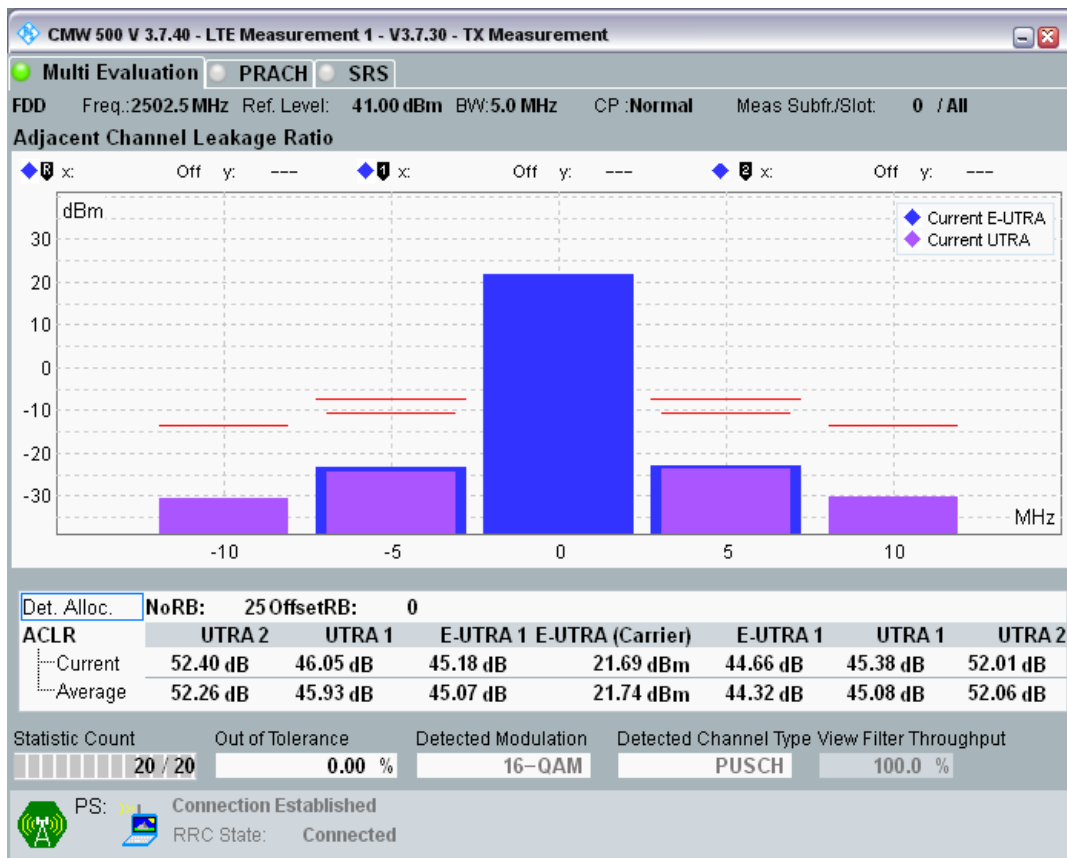 CMW 500 V 3.7.40 - LTE Measurement 1 - V3.7.30 - TX Measurement
Multi Evaluation PRACH SRS
FDD Freq.:2502.5 MHz Ref. Level: 41.00 dBm BW:5.0 MHz CP :Normal Meas Subfr./Slot: 0 / All
Adjacent Channel Leakage Ratio
R x: Off y: --- 1 x: Off y: --- 2 x: Off y: ---
dBm
Current E-UTRA
Current UTRA
30
20
10
0
-10
-20
-30
MHz
-10 -5 0 5 10
Det. Alloc. NoRB: 25 OffsetRB: 0
ACLR UTRA 2 UTRA 1 E-UTRA 1 E-UTRA (Carrier) E-UTRA 1 UTRA 1 UTRA 2
Current 52.40 dB 46.05 dB 45.18 dB 21.69 dBm 44.66 dB 45.38 dB 52.01 dB
Average 52.26 dB 45.93 dB 45.07 dB 21.74 dBm 44.32 dB 45.08 dB 52.06 dB
Statistic Count Out of Tolerance Detected Modulation Detected Channel Type View Filter Throughput
20 / 20 0.00 % 16-QAM PUSCH 100.0 %
PS: Connection Established
RRC State: Connected